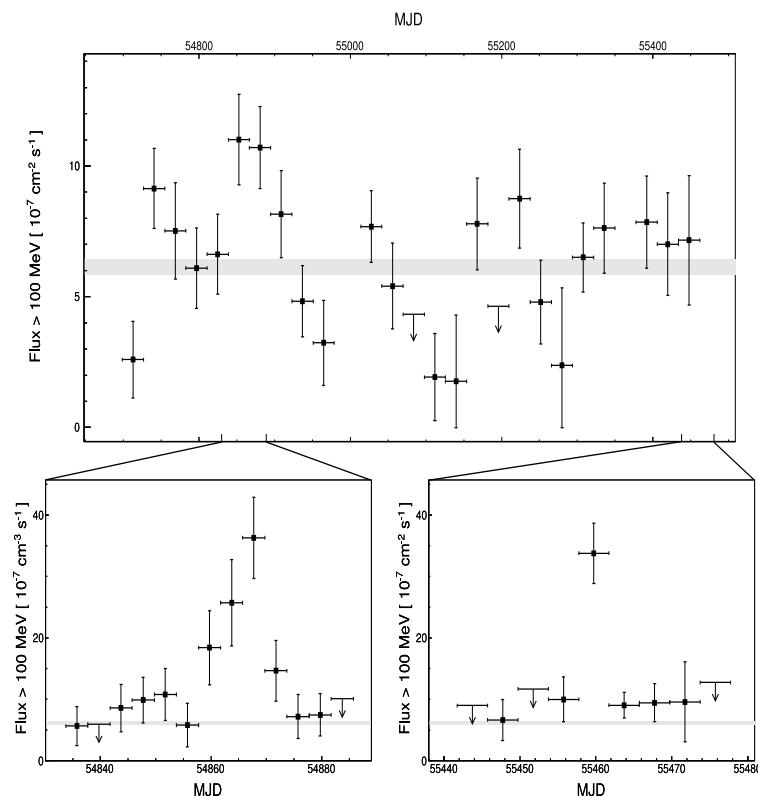 MJD
54800 55000 55200 55400
Flux > 100 MeV [ 10⁻⁷ cm⁻² s⁻¹ ]
10
5
0
Flux > 100 MeV [ 10⁻⁷ cm⁻³ s⁻¹ ]
40
20
0
54840 54860 54880
MJD
Flux > 100 MeV [ 10⁻⁷ cm⁻² s⁻¹ ]
40
20
0
55440 55450 55460 55470 55480
MJD